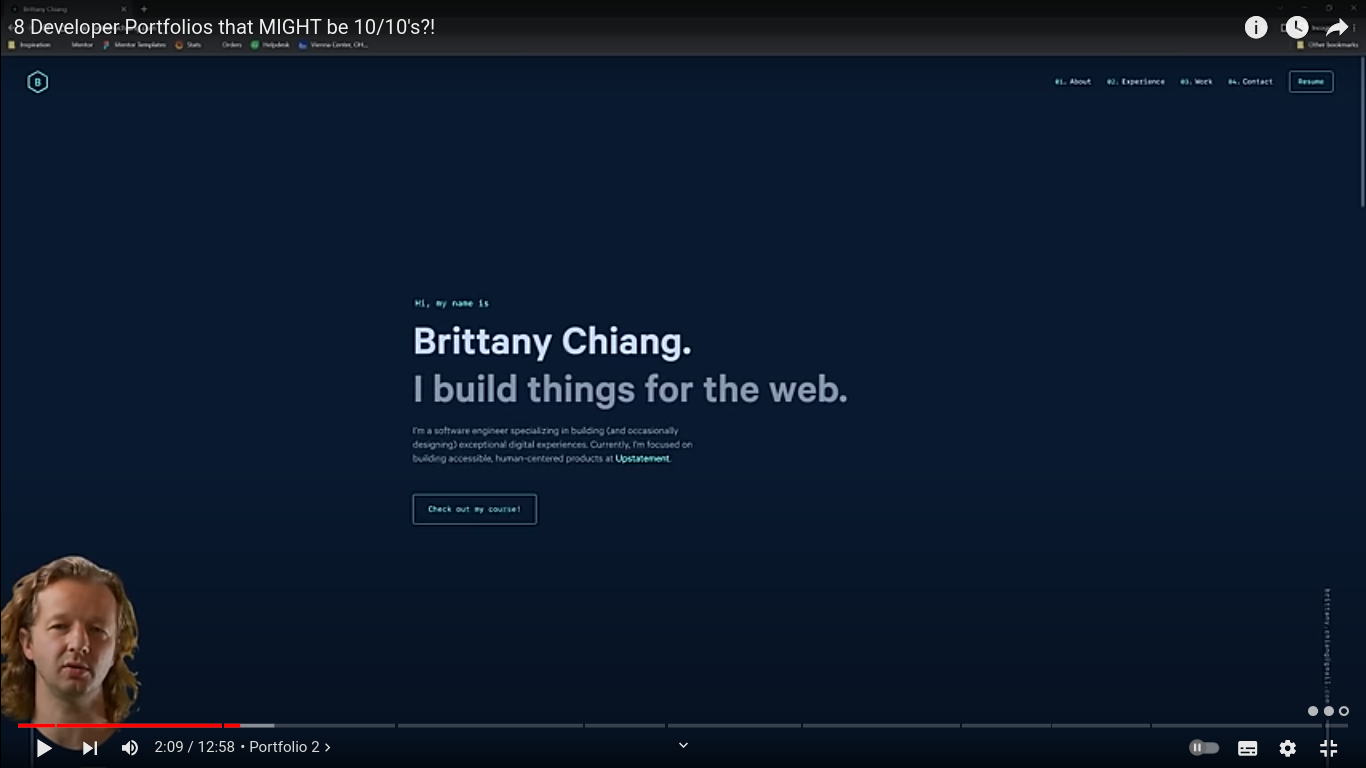 Brittany Chiang
8 Developer Portfolios that MIGHT be 10/10's?!
Inspiration Mentor Mentor Templates Stats Orders Helpdesk Vienna Center, OH... Other bookmarks
B
01. About 02. Experience 03. Work 04. Contact Resume
Hi, my name is
Brittany Chiang.
I build things for the web.
I'm a software engineer specializing in building (and occasionally
designing) exceptional digital experiences. Currently, I'm focused on
building accessible, human-centered products at Upstatement.
Check out my course!
brittany.chiang@gmail.com
2:09 / 12:58 • Portfolio 2